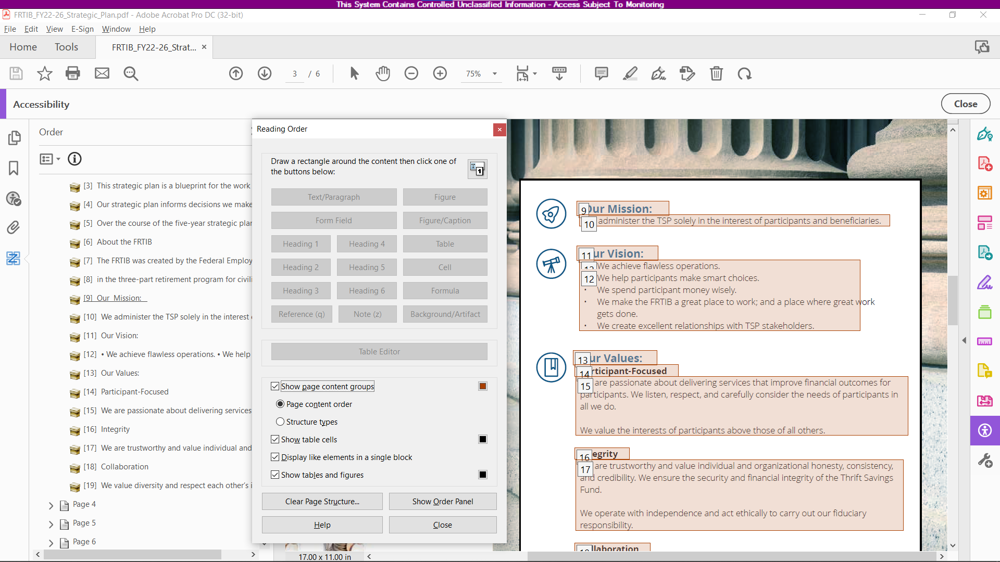 This System Contains Controlled Unclassified Information - Access Subject To Monitoring
FRTIB_FY22-26_Strategic_Plan.pdf - Adobe Acrobat Pro DC (32-bit)
File Edit View E-Sign Window Help
Home Tools FRTIB_FY22-26_Strat... ×
3 / 6 75%
Accessibility
Close
Order
[3] This strategic plan is a blueprint for the work
[4] Our strategic plan informs decisions we make
[5] Over the course of the five-year strategic plan
[6] About the FRTIB
[7] The FRTIB was created by the Federal Employ
[8] in the three-part retirement program for civili
[9] Our Mission:
[10] We administer the TSP solely in the interest
[11] Our Vision:
[12] • We achieve flawless operations. • We help
[13] Our Values:
[14] Participant-Focused
[15] We are passionate about delivering services
[16] Integrity
[17] We are trustworthy and value individual and
[18] Collaboration
[19] We value diversity and respect each other's i
Page 4
Page 5
Page 6
Reading Order
Draw a rectangle around the content then click one of
the buttons below:
Text/Paragraph Figure
Form Field Figure/Caption
Heading 1 Heading 4 Table
Heading 2 Heading 5 Cell
Heading 3 Heading 6 Formula
Reference (q) Note (z) Background/Artifact
Table Editor
Show page content groups
Page content order
Structure types
Show table cells
Display like elements in a single block
Show tables and figures
Clear Page Structure... Show Order Panel
Help Close
9 Our Mission:
10 administer the TSP solely in the interest of participants and beneficiaries.
11 ur Vision:
We achieve flawless operations.
12 We help participants make smart choices.
• We spend participant money wisely.
• We make the FRTIB a great place to work; and a place where great work
gets done.
• We create excellent relationships with TSP stakeholders.
13 ur Values:
14 rticipant-Focused
15 are passionate about delivering services that improve financial outcomes for
participants. We listen, respect, and carefully consider the needs of participants in
all we do.
We value the interests of participants above those of all others.
16 egrity
17 are trustworthy and value individual and organizational honesty, consistency,
and credibility. We ensure the security and financial integrity of the Thrift Savings
Fund.
We operate with independence and act ethically to carry out our fiduciary
responsibility.
llaboration
17.00 x 11.00 in